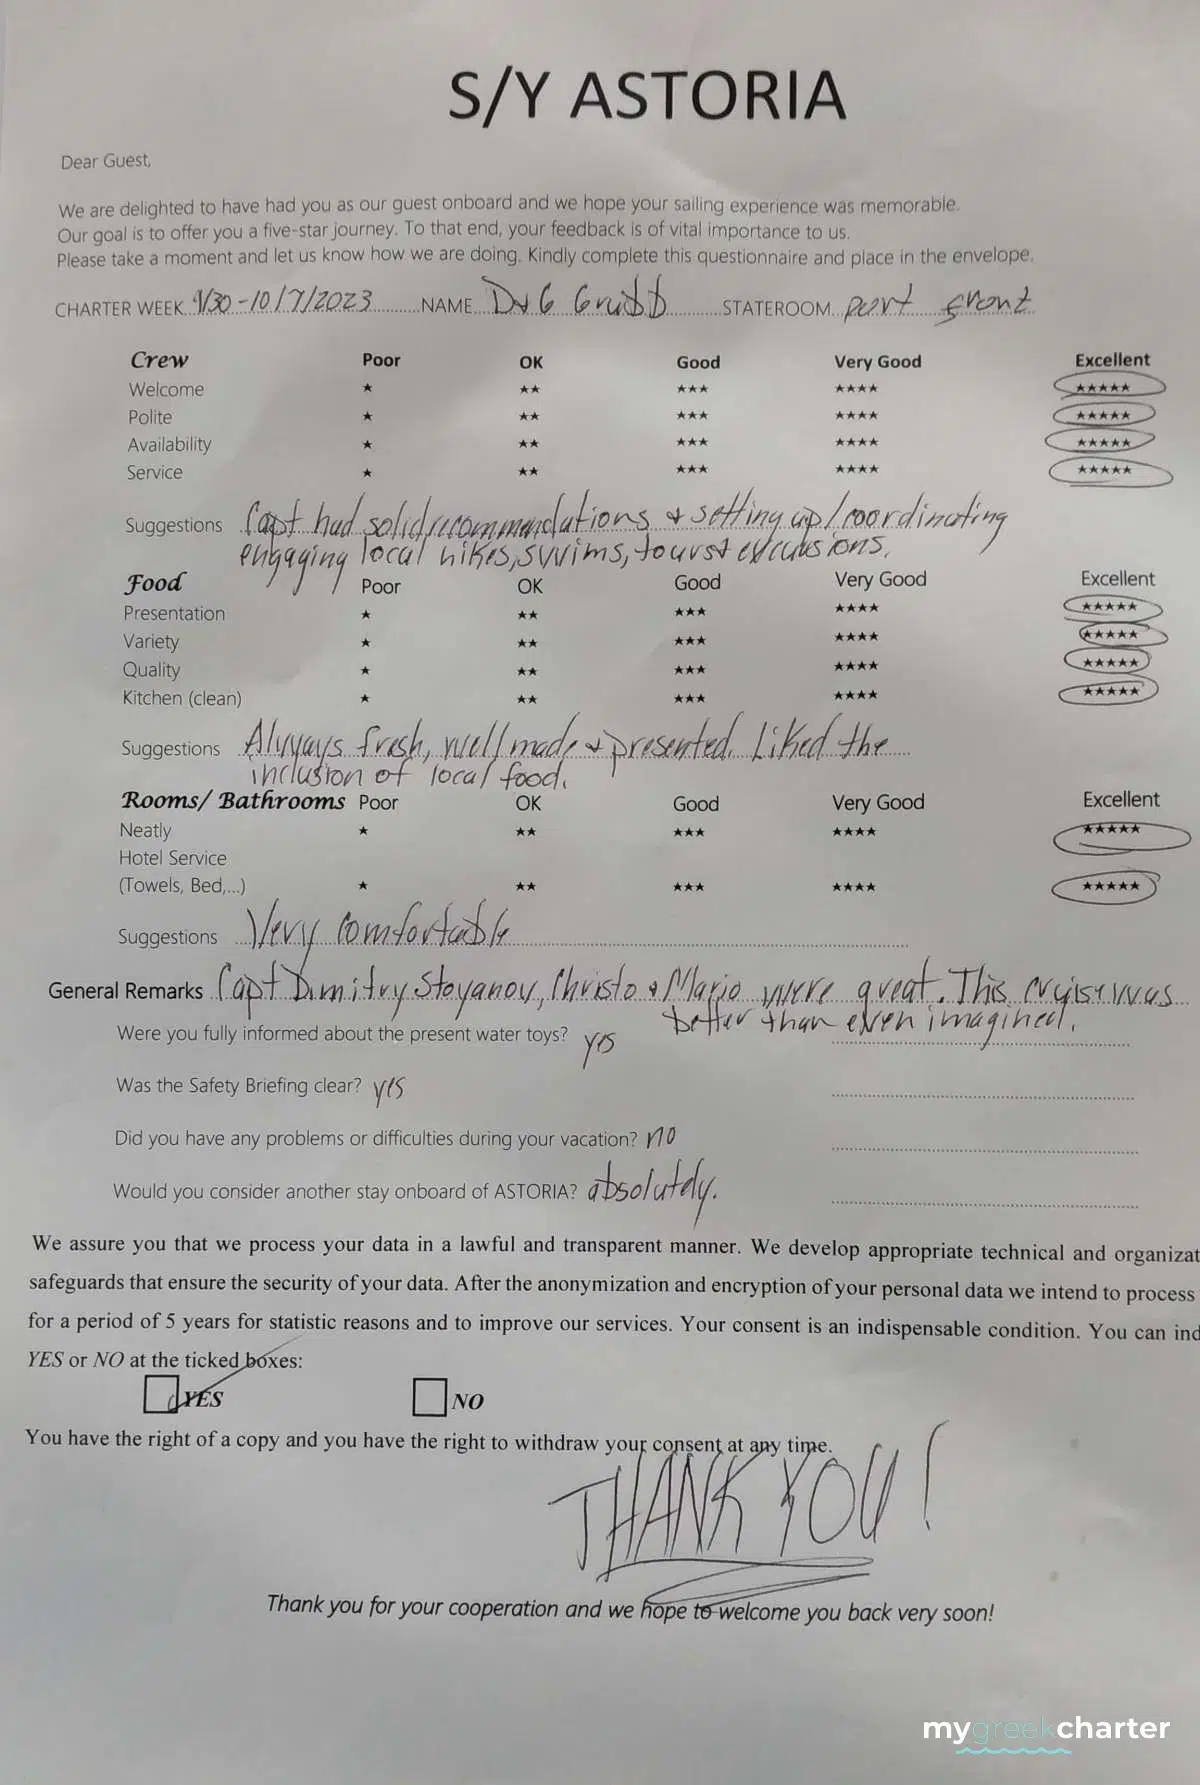 S/Y ASTORIA
Dear Guest,
We are delighted to have had you as our guest onboard and we hope your sailing experience was memorable.
Our goal is to offer you a five-star journey. To that end, your feedback is of vital importance to us.
Please take a moment and let us know how we are doing. Kindly complete this questionnaire and place in the envelope.
CHARTER WEEK 9/30-10/7/2023 NAME D+G Grubb STATEROOM port front
Crew Poor OK Good Very Good Excellent
Welcome ★ ★★ ★★★ ★★★★ ★★★★★
Polite ★ ★★ ★★★ ★★★★ ★★★★★
Availability ★ ★★ ★★★ ★★★★ ★★★★★
Service ★ ★★ ★★★ ★★★★ ★★★★★
Suggestions Capt had solid recommendations + setting up/coordinating
engaging local hikes, swims, tourst excursions.
Food Poor OK Good Very Good Excellent
Presentation ★ ★★ ★★★ ★★★★ ★★★★★
Variety ★ ★★ ★★★ ★★★★ ★★★★★
Quality ★ ★★ ★★★ ★★★★ ★★★★★
Kitchen (clean) ★ ★★ ★★★ ★★★★ ★★★★★
Suggestions Always fresh, well made + presented. Liked the
inclusion of local food.
Rooms/ Bathrooms Poor OK Good Very Good Excellent
Neatly ★ ★★ ★★★ ★★★★ ★★★★★
Hotel Service
(Towels, Bed,...) ★ ★★ ★★★ ★★★★ ★★★★★
Suggestions Very comfortable
General Remarks Capt Dimitry Stoyanov, Christo + Mario were great. This cruise was
better than even imagined.
Were you fully informed about the present water toys? yes
Was the Safety Briefing clear? yes
Did you have any problems or difficulties during your vacation? no
Would you consider another stay onboard of ASTORIA? absolutely.
We assure you that we process your data in a lawful and transparent manner. We develop appropriate technical and organizat
safeguards that ensure the security of your data. After the anonymization and encryption of your personal data we intend to process
for a period of 5 years for statistic reasons and to improve our services. Your consent is an indispensable condition. You can ind
YES or NO at the ticked boxes:
YES NO
You have the right of a copy and you have the right to withdraw your consent at any time.
THANK YOU!
Thank you for your cooperation and we hope to welcome you back very soon!
mygreekcharter